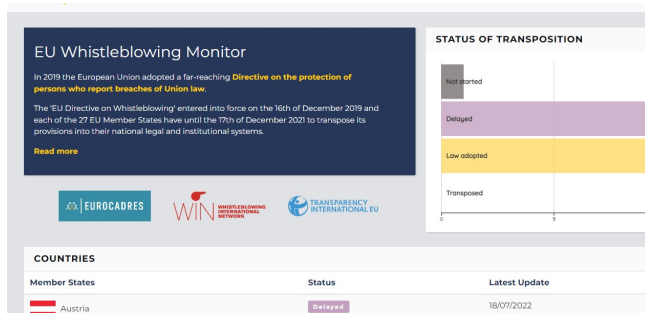 EU Whistleblowing Monitor
In 2019 the European Union adopted a far-reaching Directive on the protection of
persons who report breaches of Union law.
The 'EU Directive on Whistleblowing' entered into force on the 16th of December 2019 and
each of the 27 EU Member States have until the 17th of December 2021 to transpose its
provisions into their national legal and institutional systems.
Read more
EUROCADRES
WIN WHISTLEBLOWING
INTERNATIONAL
NETWORK
TRANSPARENCY
INTERNATIONAL EU
STATUS OF TRANSPOSITION
Not started
Delayed
Law adopted
Transposed
0 5
COUNTRIES
Member States Status Latest Update
Austria Delayed 18/07/2022